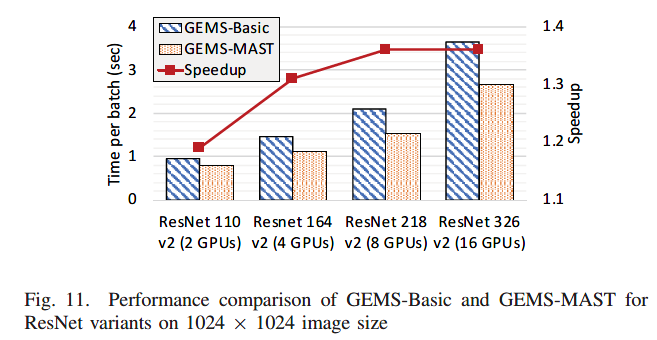 4
3
2
1
0
Time per batch (sec)
GEMS-Basic
GEMS-MAST
Speedup
1.4
1.3
1.2
1.1
Speedup
ResNet 110 Resnet 164 ResNet 218 ResNet 326
v2 (2 GPUs) v2 (4 GPUs) v2 (8 GPUs) v2 (16 GPUs)
Fig. 11. Performance comparison of GEMS-Basic and GEMS-MAST for
ResNet variants on 1024 × 1024 image size